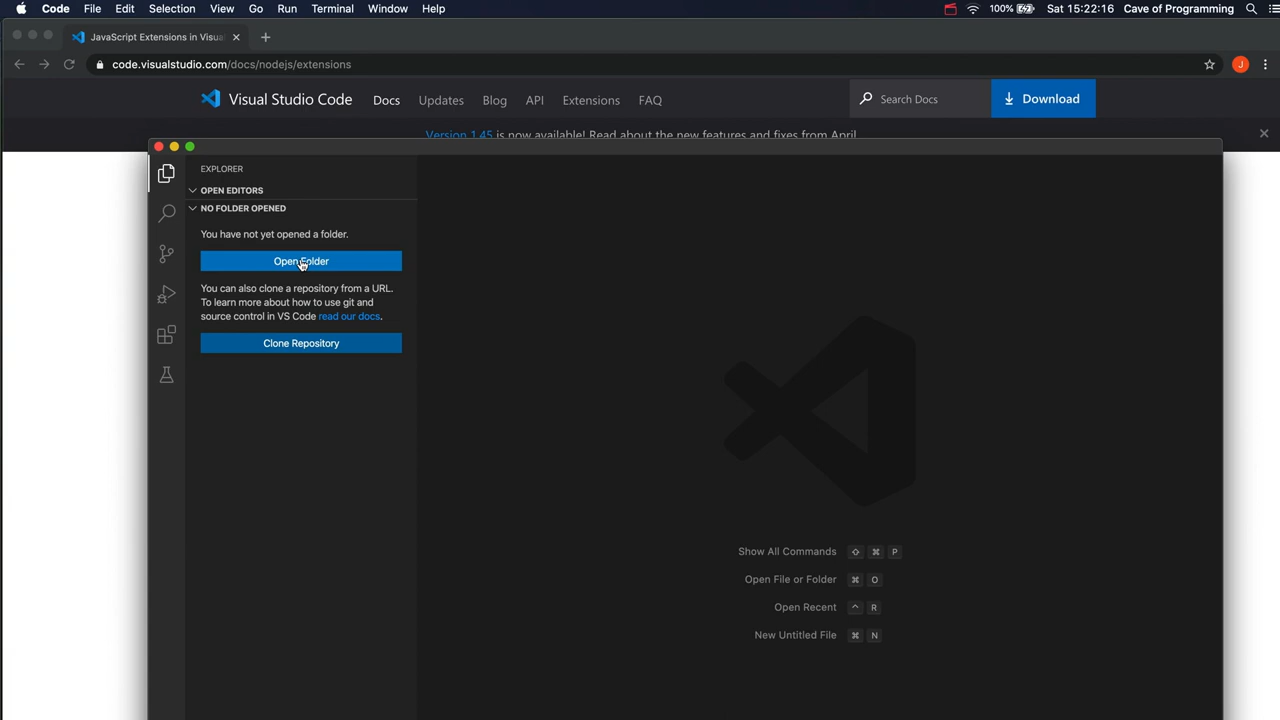 Code File Edit Selection View Go Run Terminal Window Help 100% Sat 15:22:16 Cave of Programming
JavaScript Extensions in Visua
code.visualstudio.com/docs/nodejs/extensions J
Visual Studio Code Docs Updates Blog API Extensions FAQ Search Docs Download
Version 1.45 is now available! Read about the new features and fixes from April.
EXPLORER
OPEN EDITORS
NO FOLDER OPENED
You have not yet opened a folder.
Open Folder
You can also clone a repository from a URL.
To learn more about how to use git and
source control in VS Code read our docs.
Clone Repository
Show All Commands ⇧ ⌘ P
Open File or Folder ⌘ O
Open Recent ⌃ R
New Untitled File ⌘ N